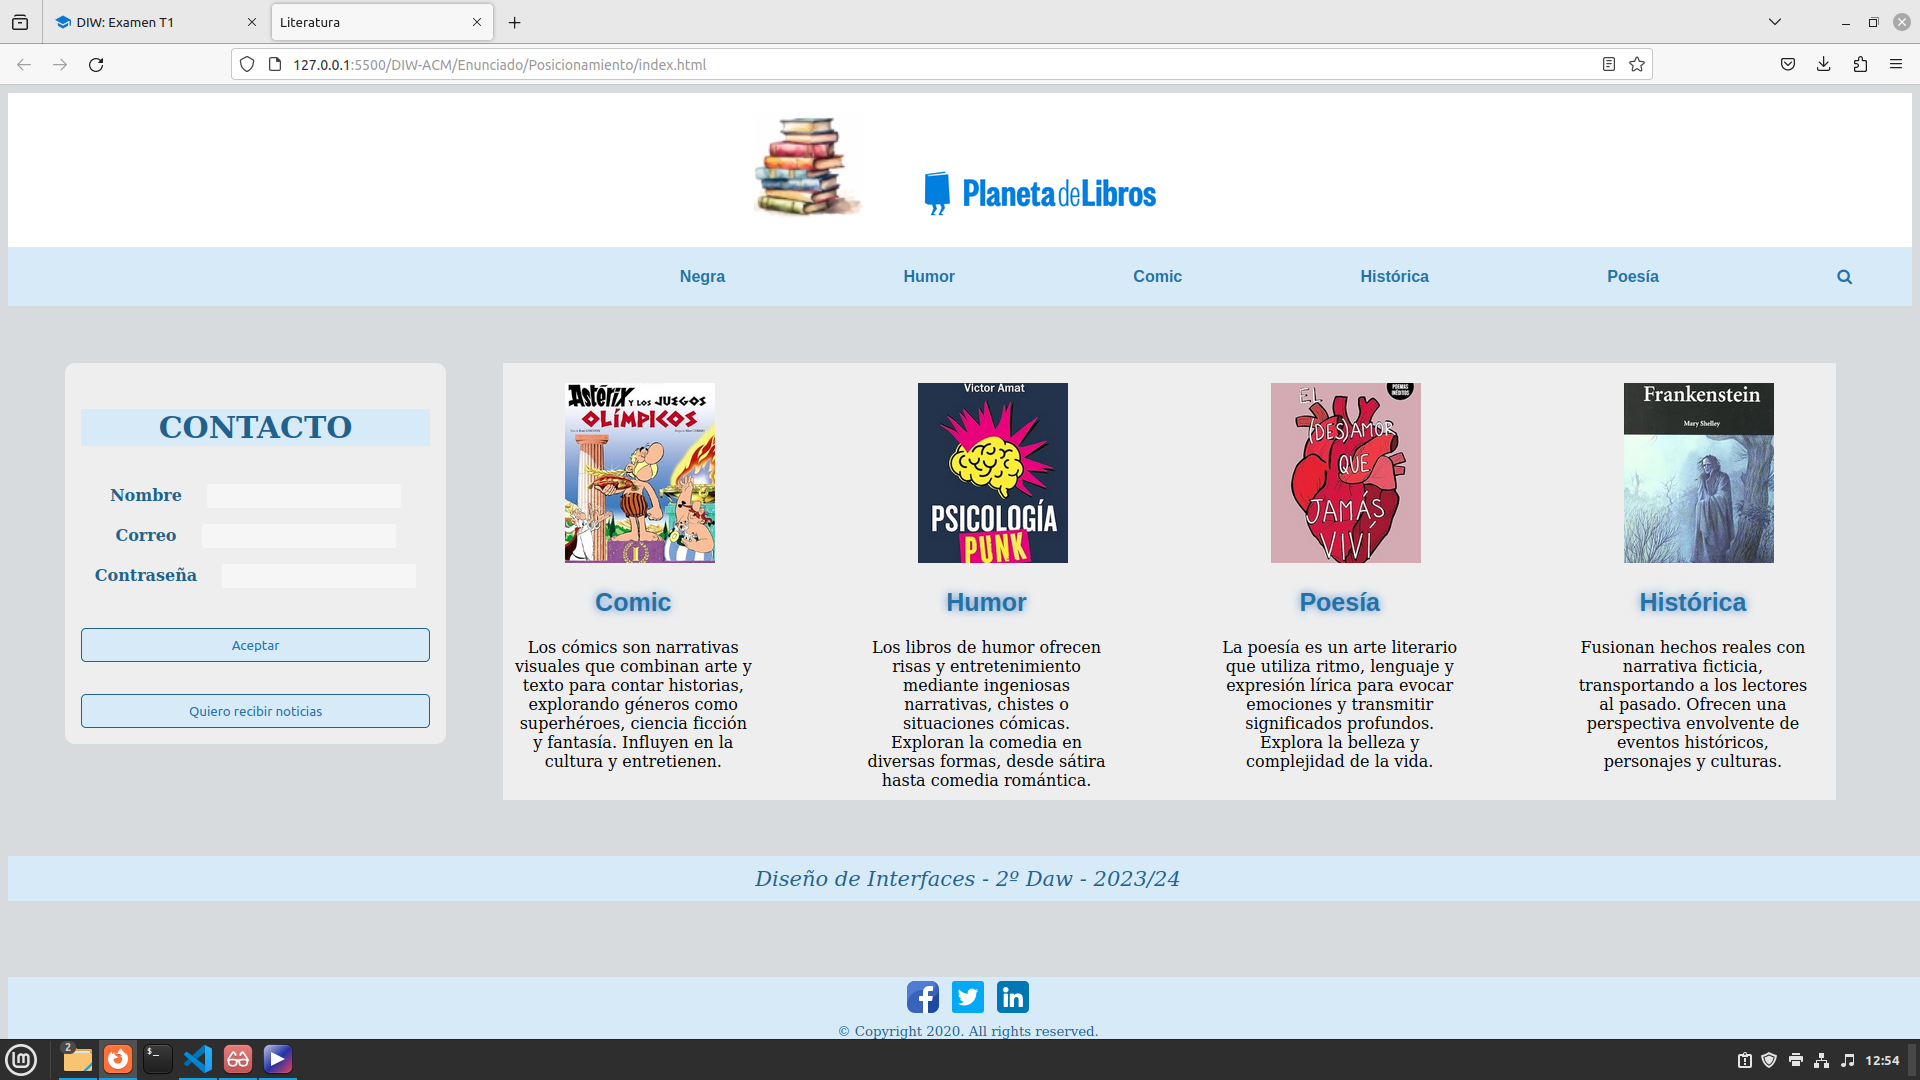 DIW: Examen T1
Literatura
127.0.0.1:5500/DIW-ACM/Enunciado/Posicionamiento/index.html
PlanetadeLibros
Negra Humor Comic Histórica Poesía
CONTACTO
Nombre
Correo
Contraseña
Aceptar
Quiero recibir noticias
Astérix
Y LOS JUEGOS
OLÍMPICOS
Comic
Los cómics son narrativas
visuales que combinan arte y
texto para contar historias,
explorando géneros como
superhéroes, ciencia ficción
y fantasía. Influyen en la
cultura y entretienen.
Victor Amat
PSICOLOGÍA
PUNK
Humor
Los libros de humor ofrecen
risas y entretenimiento
mediante ingeniosas
narrativas, chistes o
situaciones cómicas.
Exploran la comedia en
diversas formas, desde sátira
hasta comedia romántica.
POEMAS
INÉDITOS
EL
(DES)AMOR
QUE
JAMÁS
VIVÍ
Poesía
La poesía es un arte literario
que utiliza ritmo, lenguaje y
expresión lírica para evocar
emociones y transmitir
significados profundos.
Explora la belleza y
complejidad de la vida.
Frankenstein
Mary Shelley
Histórica
Fusionan hechos reales con
narrativa ficticia,
transportando a los lectores
al pasado. Ofrecen una
perspectiva envolvente de
eventos históricos,
personajes y culturas.
Diseño de Interfaces - 2º Daw - 2023/24
© Copyright 2020. All rights reserved.
2
12:54